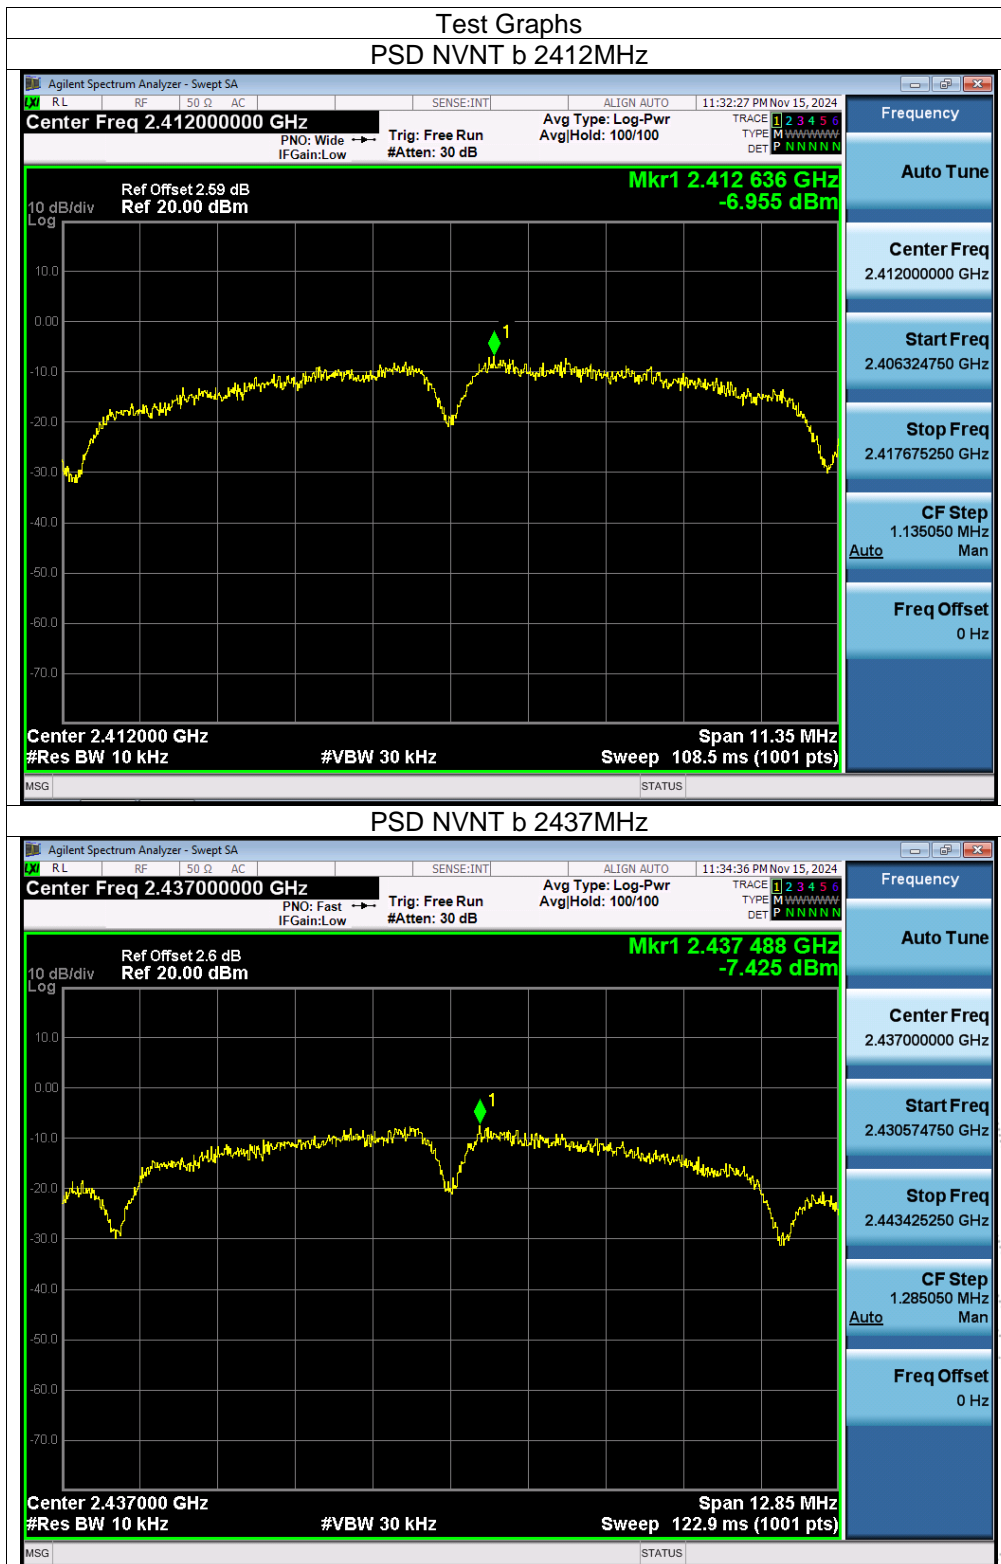 Test Graphs
PSD NVNT b 2412MHz
Agilent Spectrum Analyzer - Swept SA
LXI RL RF 50 Ω AC SENSE:INT ALIGN AUTO 11:32:27 PM Nov 15, 2024
Center Freq 2.412000000 GHz
PNO: Wide
IFGain:Low
Trig: Free Run
#Atten: 30 dB
Avg Type: Log-Pwr
Avg|Hold: 100/100
TRACE 1 2 3 4 5 6
TYPE M WWWWW
DET P N N N N N
Ref Offset 2.59 dB
10 dB/div Ref 20.00 dBm
Log
Mkr1 2.412 636 GHz
-6.955 dBm
10.0
0.00
1
-10.0
-20.0
-30.0
-40.0
-50.0
-60.0
-70.0
Center 2.412000 GHz Span 11.35 MHz
#Res BW 10 kHz #VBW 30 kHz Sweep 108.5 ms (1001 pts)
MSG STATUS
Frequency
Auto Tune
Center Freq
2.412000000 GHz
Start Freq
2.406324750 GHz
Stop Freq
2.417675250 GHz
CF Step
1.135050 MHz
Auto Man
Freq Offset
0 Hz
PSD NVNT b 2437MHz
Agilent Spectrum Analyzer - Swept SA
LXI RL RF 50 Ω AC SENSE:INT ALIGN AUTO 11:34:36 PM Nov 15, 2024
Center Freq 2.437000000 GHz
PNO: Fast
IFGain:Low
Trig: Free Run
#Atten: 30 dB
Avg Type: Log-Pwr
Avg|Hold: 100/100
TRACE 1 2 3 4 5 6
TYPE M WWWWW
DET P N N N N N
Ref Offset 2.6 dB
10 dB/div Ref 20.00 dBm
Log
Mkr1 2.437 488 GHz
-7.425 dBm
10.0
0.00
1
-10.0
-20.0
-30.0
-40.0
-50.0
-60.0
-70.0
Center 2.437000 GHz Span 12.85 MHz
#Res BW 10 kHz #VBW 30 kHz Sweep 122.9 ms (1001 pts)
MSG STATUS
Frequency
Auto Tune
Center Freq
2.437000000 GHz
Start Freq
2.430574750 GHz
Stop Freq
2.443425250 GHz
CF Step
1.285050 MHz
Auto Man
Freq Offset
0 Hz